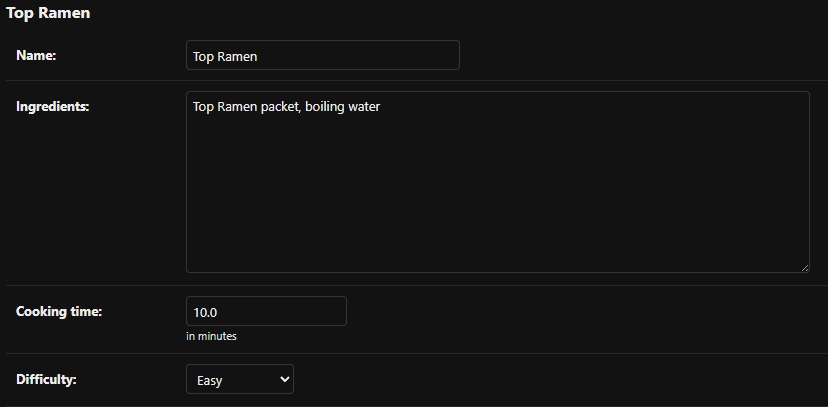 Top Ramen
Name: Top Ramen
Ingredients: Top Ramen packet, boiling water
Cooking time: 10.0
in minutes
Difficulty: Easy